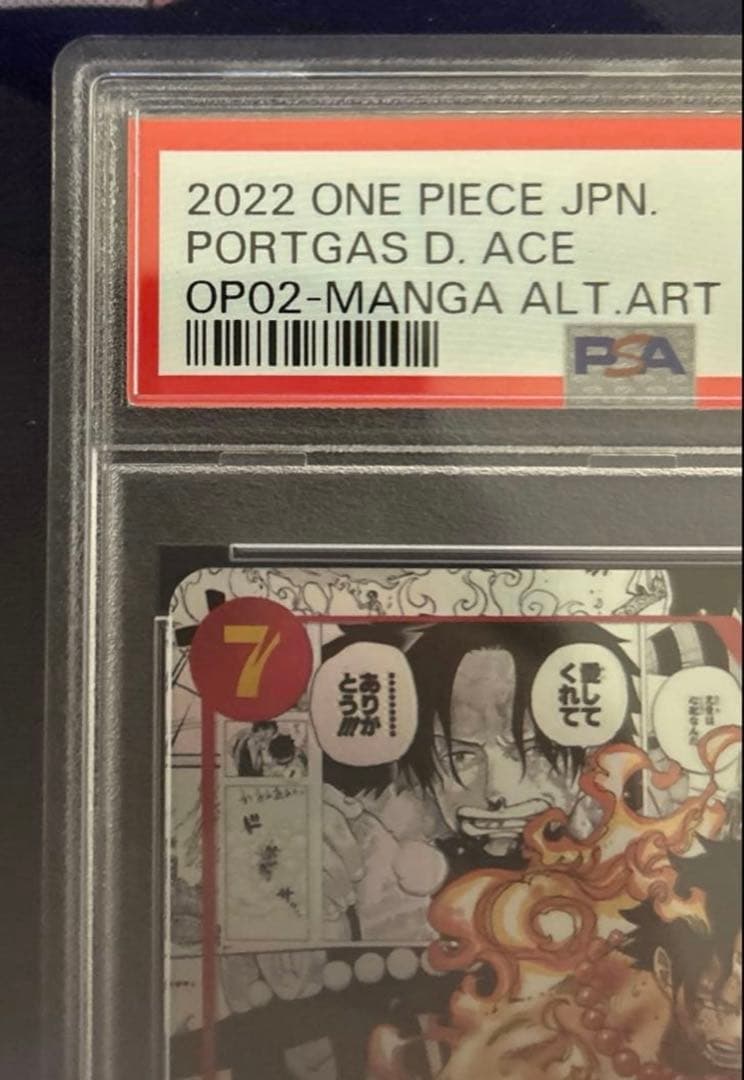 2022 ONE PIECE JPN.
PORTGAS D. ACE
OP02-MANGA ALT.ART
PSA
7
愛して
くれて
………
ありが
とう!!!
ド